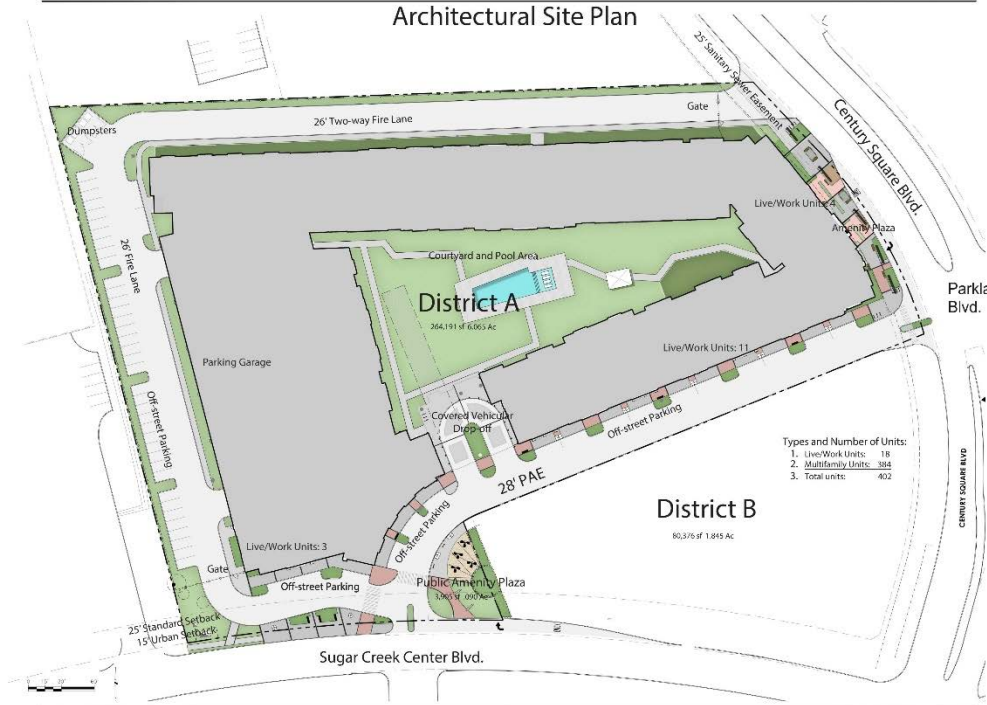 Architectural Site Plan
25' Sanitary Sewer Easement
Century Square Blvd.
Dumpsters
26' Two-way Fire Lane
Gate
Live/Work Units: 4
Amenity Plaza
26' Fire Lane
Courtyard and Pool Area
District A
264,191 sf 6.065 Ac
Parkla
Blvd.
Parking Garage
Live/Work Units: 11
Off-street Parking
Covered Vehicular
Drop-off
Off-street Parking
28' PAE
Types and Number of Units:
1. Live/Work Units: 18
2. Multifamily Units: 384
3. Total units: 402
CENTURY SQUARE BLVD
District B
80,376 sf 1.845 Ac
Off-street Parking
Live/Work Units: 3
Gate
Off-street Parking
Public Amenity Plaza
3,905 sf .090 Ac
25' Standard Setback
15' Urban Setback
Sugar Creek Center Blvd.